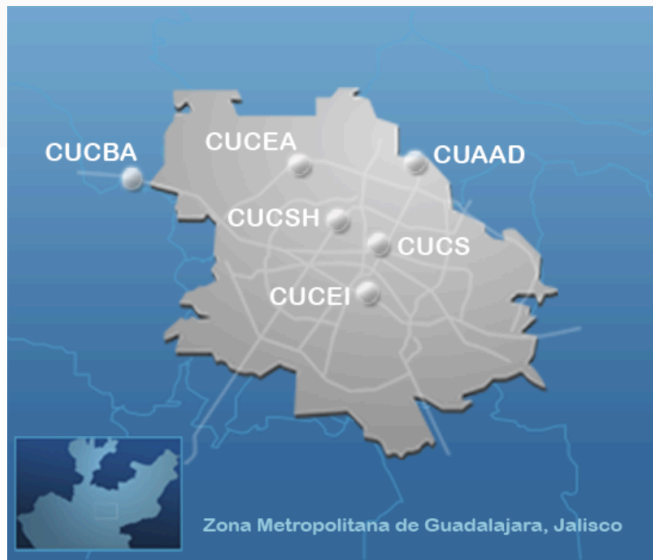 CUCEA
CUCBA
CUAAD
CUCSH
CUCS
CUCEI
Zona Metropolitana de Guadalajara, Jalisco